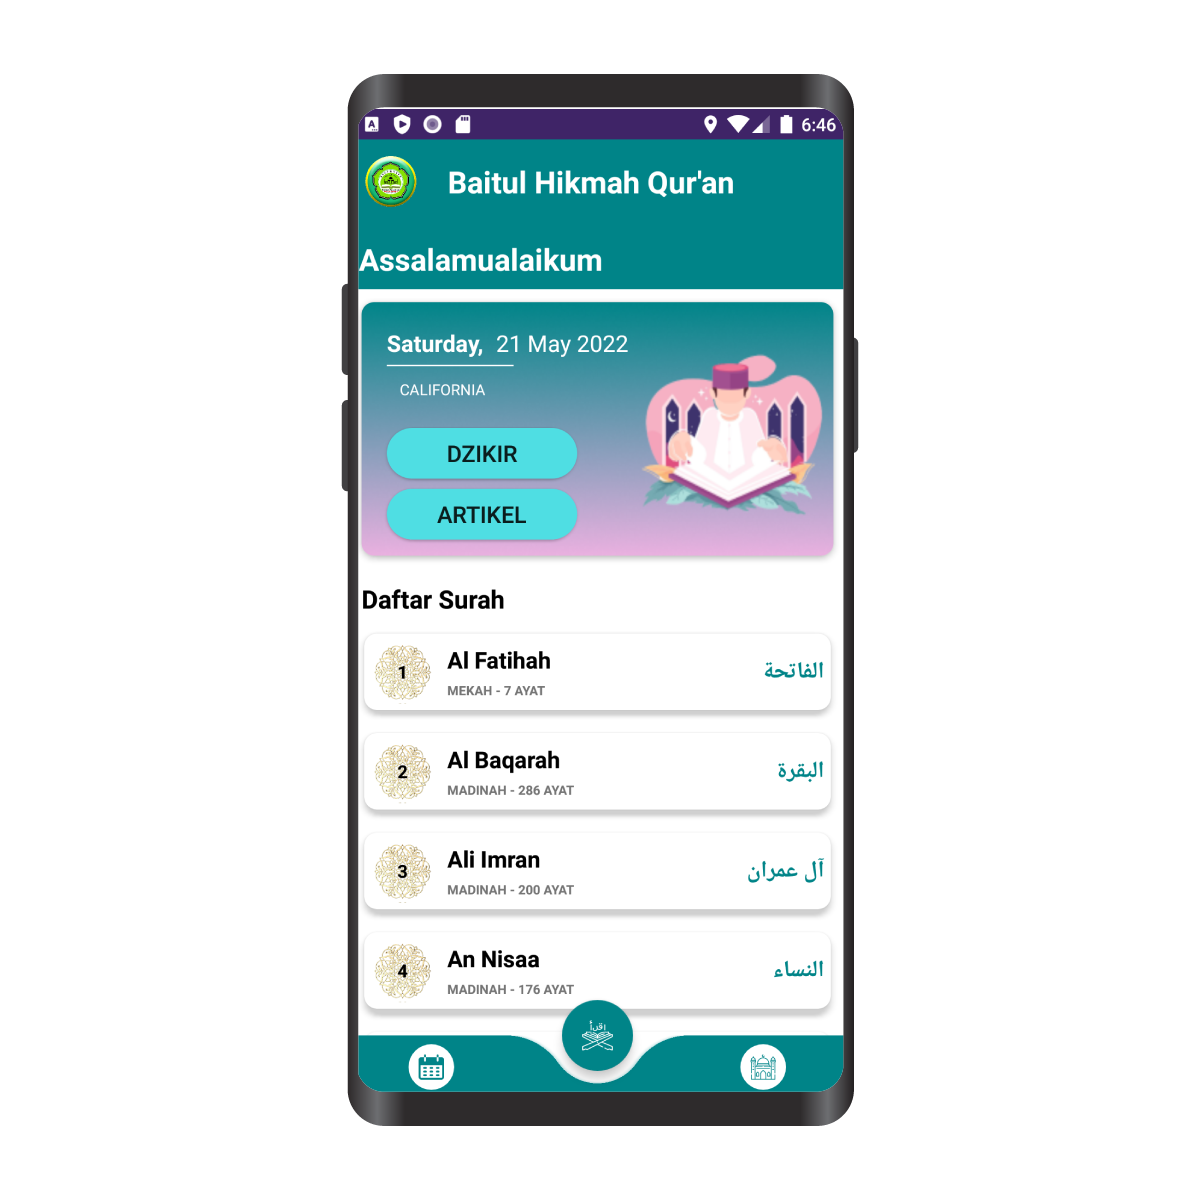 6:46
Baitul Hikmah Qur'an
Assalamualaikum
Saturday, 21 May 2022
CALIFORNIA
DZIKIR
ARTIKEL
Daftar Surah
1
Al Fatihah
الفاتحة
MEKAH - 7 AYAT
2
Al Baqarah
البقرة
MADINAH - 286 AYAT
3
Ali Imran
آل عمران
MADINAH - 200 AYAT
4
An Nisaa
النساء
MADINAH - 176 AYAT